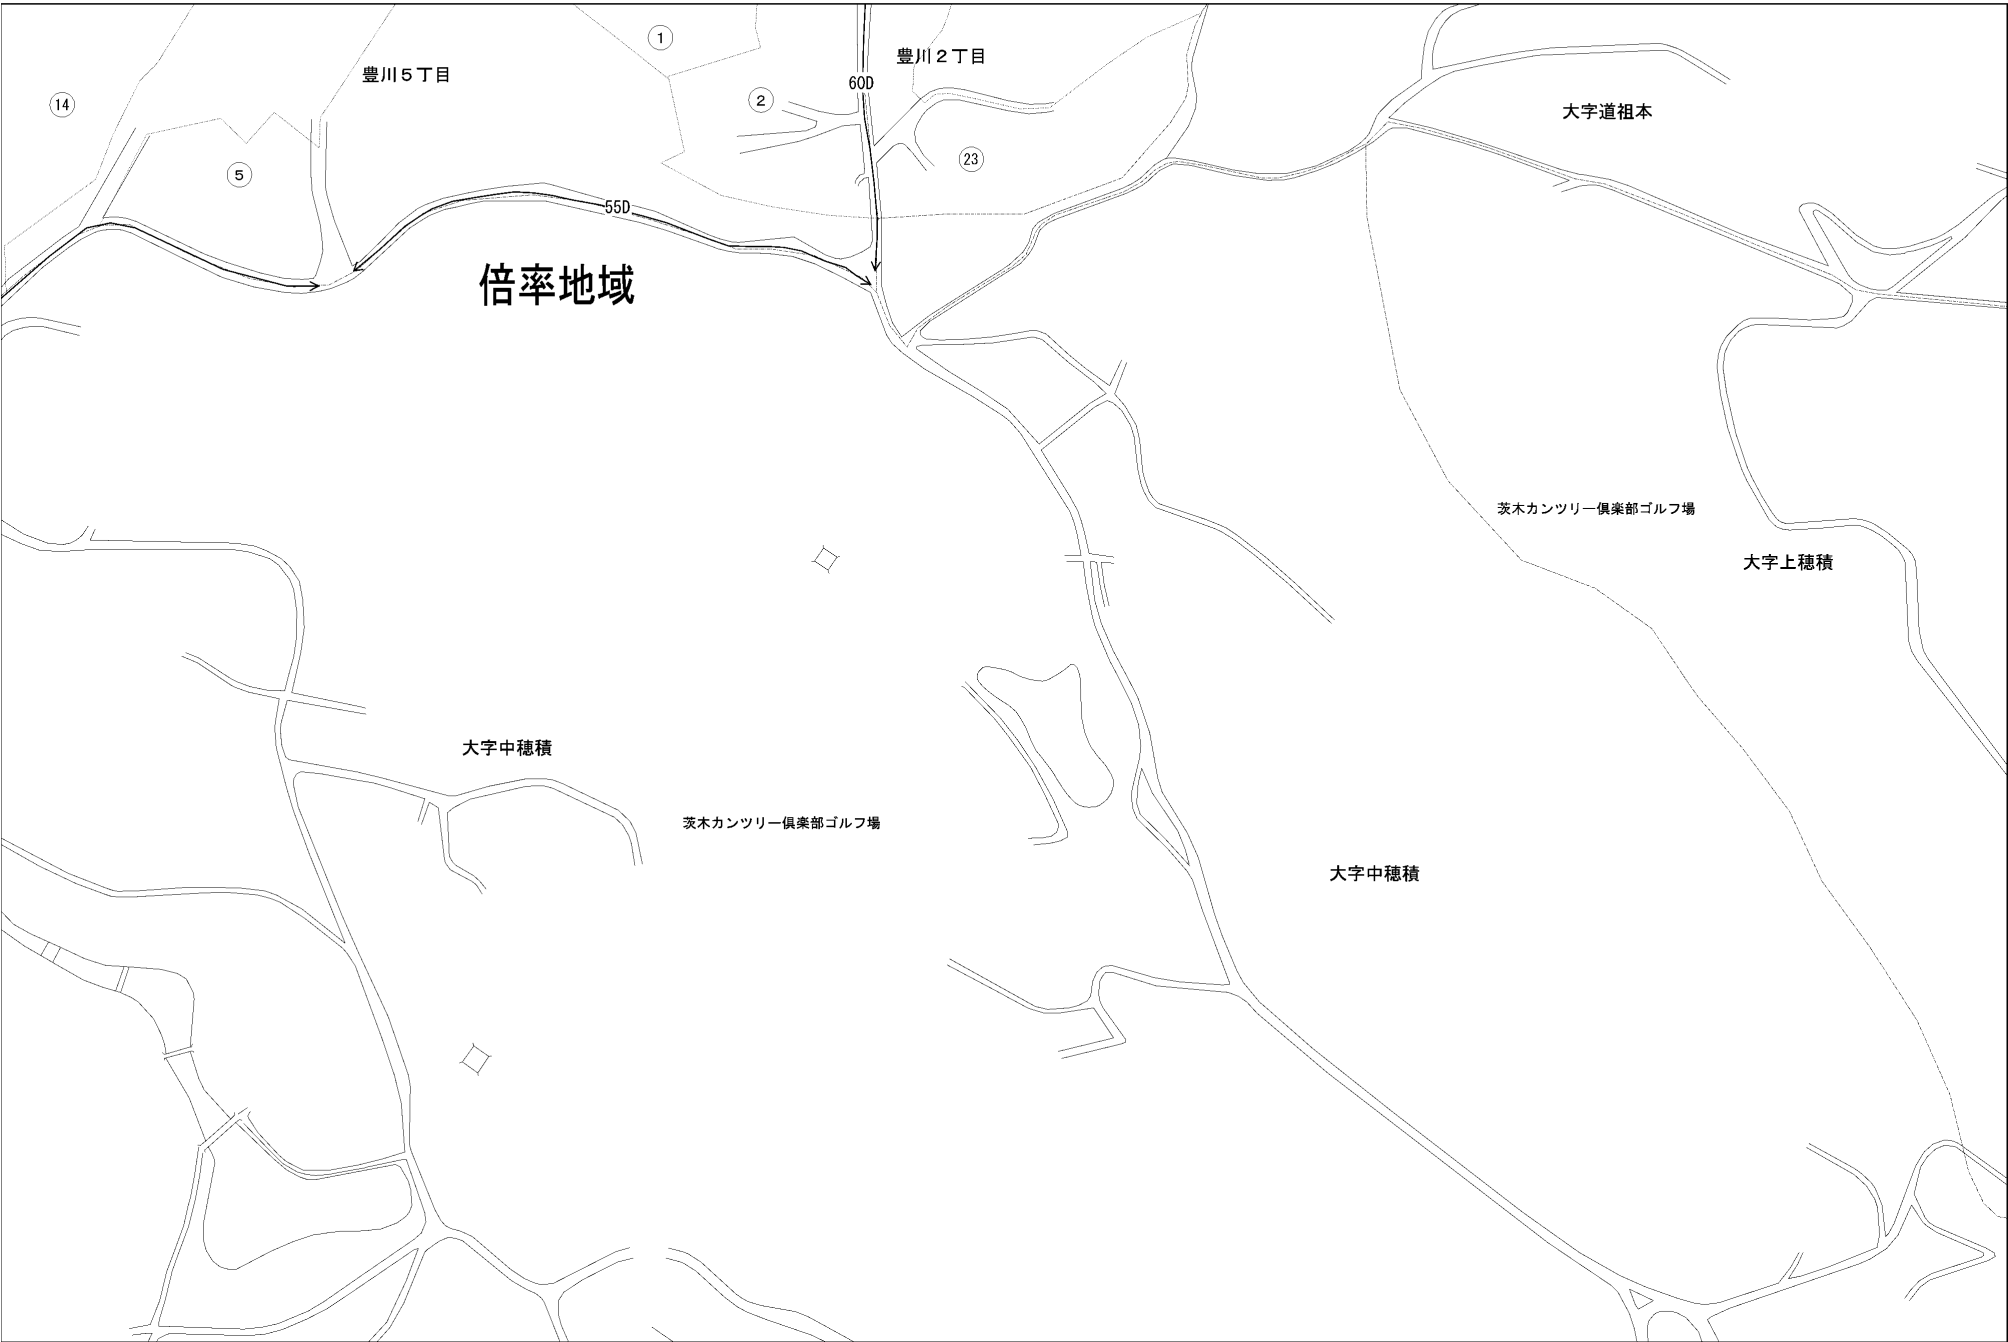 ①
豊川2丁目
豊川5丁目
60D
②
⑭
大字道祖本
㉓
⑤
55D
倍率地域
茨木カンツリー倶楽部ゴルフ場
大字上穂積
大字中穂積
茨木カンツリー倶楽部ゴルフ場
大字中穂積